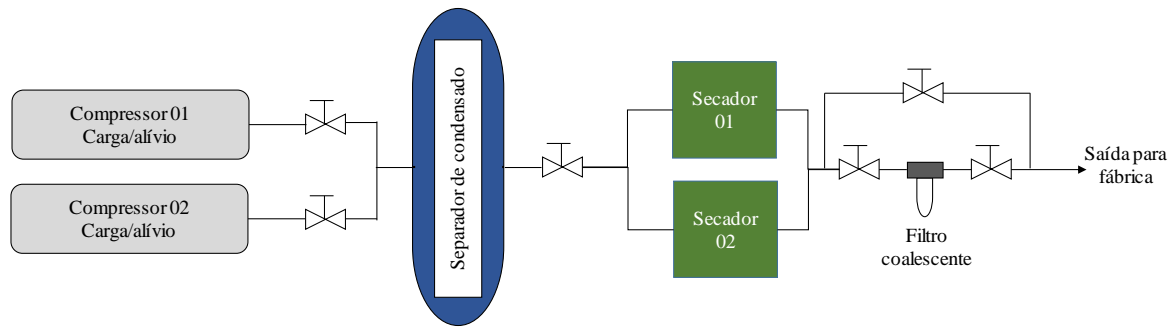 Compressor 01
Carga/alívio
Compressor 02
Carga/alívio
Separador de condensado
Secador
01
Secador
02
Filtro
coalescente
Saída para
fábrica